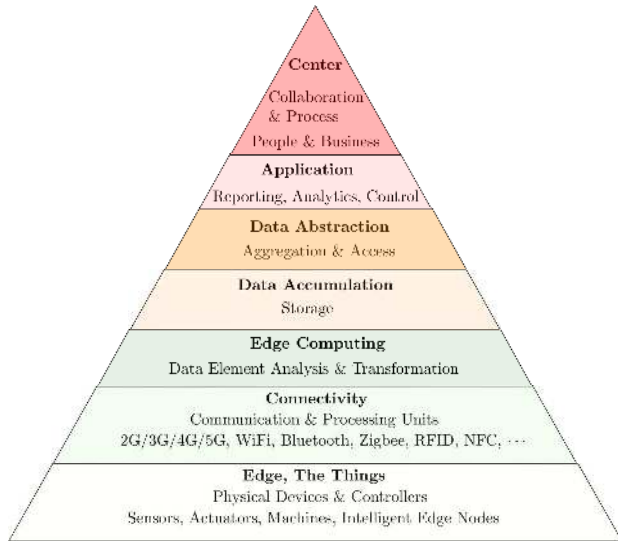 Center
Collaboration
& Process
People & Business
Application
Reporting, Analytics, Control
Data Abstraction
Aggregation & Access
Data Accumulation
Storage
Edge Computing
Data Element Analysis & Transformation
Connectivity
Communication & Processing Units
2G/3G/4G/5G, WiFi, Bluetooth, Zigbee, RFID, NFC, ···
Edge, The Things
Physical Devices & Controllers
Sensors, Actuators, Machines, Intelligent Edge Nodes